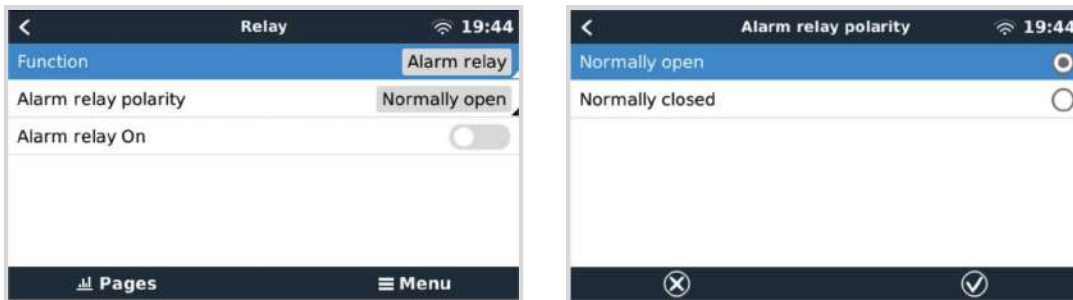 Relay 19:44
Function Alarm relay
Alarm relay polarity Normally open
Alarm relay On
Pages Menu
Alarm relay polarity 19:44
Normally open
Normally closed